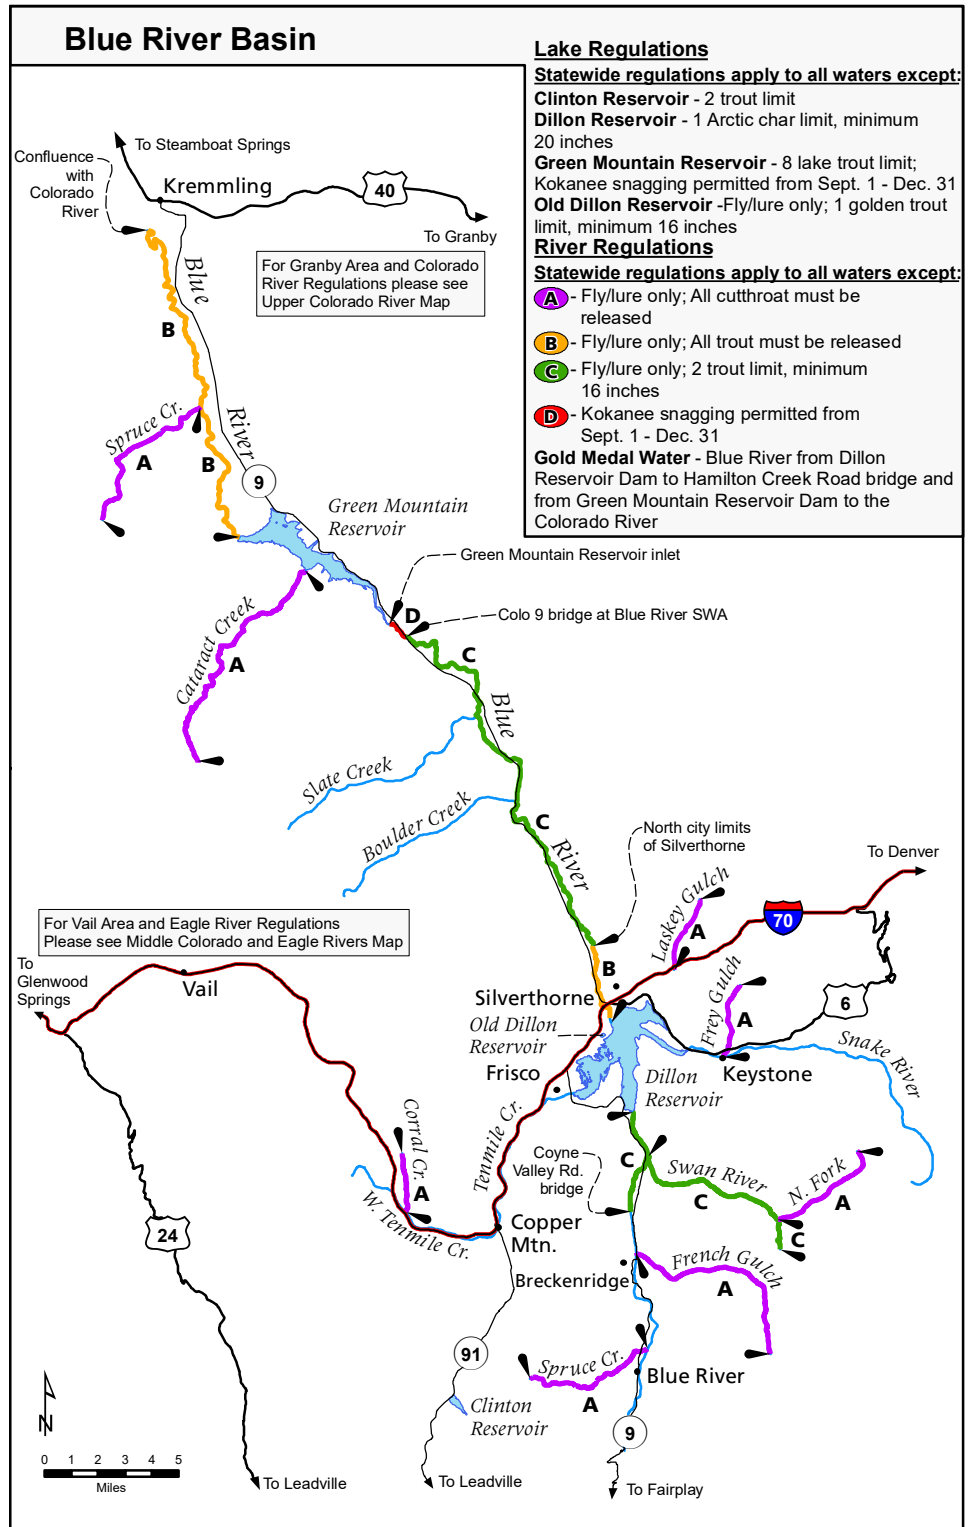 Blue River Basin
Lake Regulations
Statewide regulations apply to all waters except:
Clinton Reservoir - 2 trout limit
Dillon Reservoir - 1 Arctic char limit, minimum
20 inches
Green Mountain Reservoir - 8 lake trout limit;
Kokanee snagging permitted from Sept. 1 - Dec. 31
Old Dillon Reservoir -Fly/lure only; 1 golden trout
limit, minimum 16 inches
River Regulations
Statewide regulations apply to all waters except:
A - Fly/lure only; All cutthroat must be
released
B - Fly/lure only; All trout must be released
C - Fly/lure only; 2 trout limit, minimum
16 inches
D - Kokanee snagging permitted from
Sept. 1 - Dec. 31
Gold Medal Water - Blue River from Dillon
Reservoir Dam to Hamilton Creek Road bridge and
from Green Mountain Reservoir Dam to the
Colorado River
To Steamboat Springs
Confluence
with
Colorado
River
Kremmling
40
To Granby
For Granby Area and Colorado
River Regulations please see
Upper Colorado River Map
Blue
B
Spruce Cr.
A
B
River
9
Green Mountain
Reservoir
Green Mountain Reservoir inlet
D
Colo 9 bridge at Blue River SWA
Cataract Creek
A
C
Blue
Slate Creek
Boulder Creek
C
River
North city limits
of Silverthorne
To Denver
Laskey Gulch
A
70
For Vail Area and Eagle River Regulations
Please see Middle Colorado and Eagle Rivers Map
To
Glenwood
Springs
Vail
B
Silverthorne
Old Dillon
Reservoir
Frey Gulch
A
6
Snake River
Frisco
Keystone
Dillon
Reservoir
Corral Cr.
A
Tenmile Cr.
Coyne
Valley Rd.
bridge
C
Swan River
C
N. Fork
A
C
W. Tenmile Cr.
Copper
Mtn.
24
French Gulch
A
Breckenridge
91
Spruce Cr.
A
Blue River
Clinton
Reservoir
9
N
0 1 2 3 4 5
Miles
To Leadville
To Leadville
To Fairplay